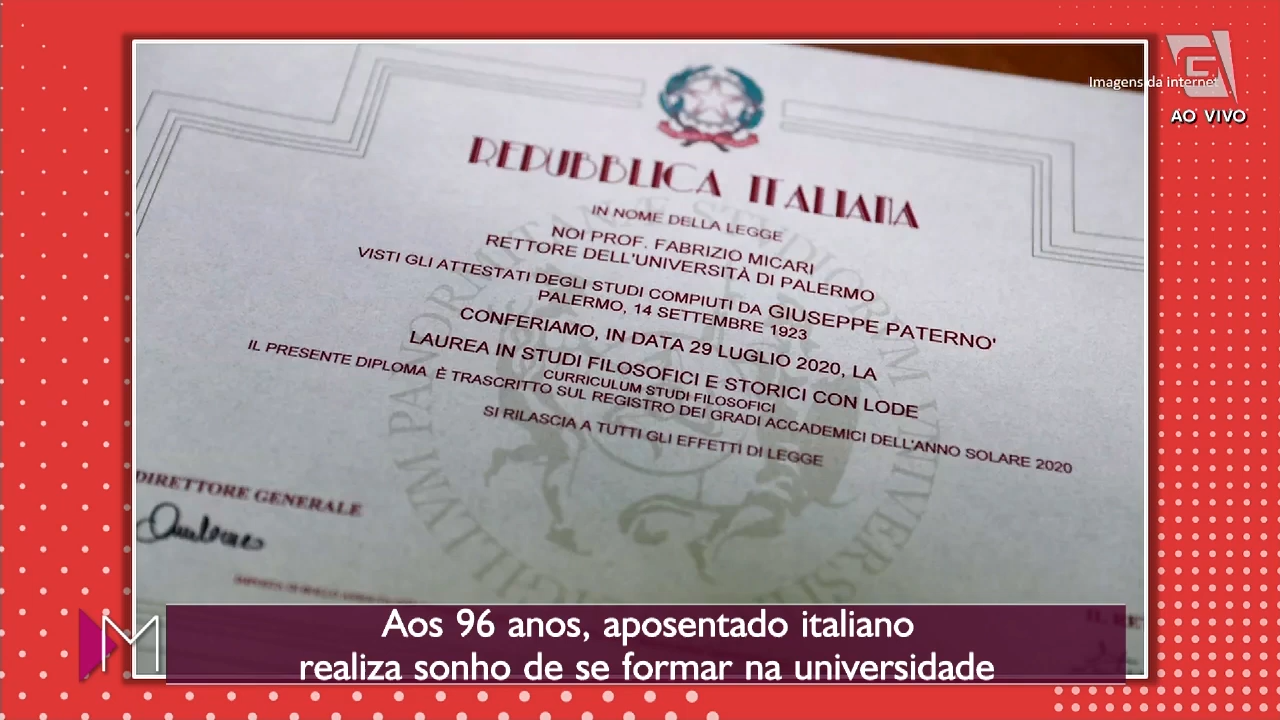 Imagens da internet
AO VIVO
REPUBBLICA ITALIANA
IN NOME DELLA LEGGE
NOI PROF. FABRIZIO MICARI
RETTORE DELL'UNIVERSITÀ DI PALERMO
VISTI GLI ATTESTATI DEGLI STUDI COMPIUTI DA GIUSEPPE PATERNO'
PALERMO, 14 SETTEMBRE 1923
CONFERIAMO, IN DATA 29 LUGLIO 2020, LA
LAUREA IN STUDI FILOSOFICI E STORICI CON LODE
CURRICULUM STUDI FILOSOFICI
IL PRESENTE DIPLOMA È TRASCRITTO SUL REGISTRO DEI GRADI ACCADEMICI DELL'ANNO SOLARE 2020
SI RILASCIA A TUTTI GLI EFFETTI DI LEGGE
DIRETTORE GENERALE
M
Aos 96 anos, aposentado italiano
realiza sonho de se formar na universidade